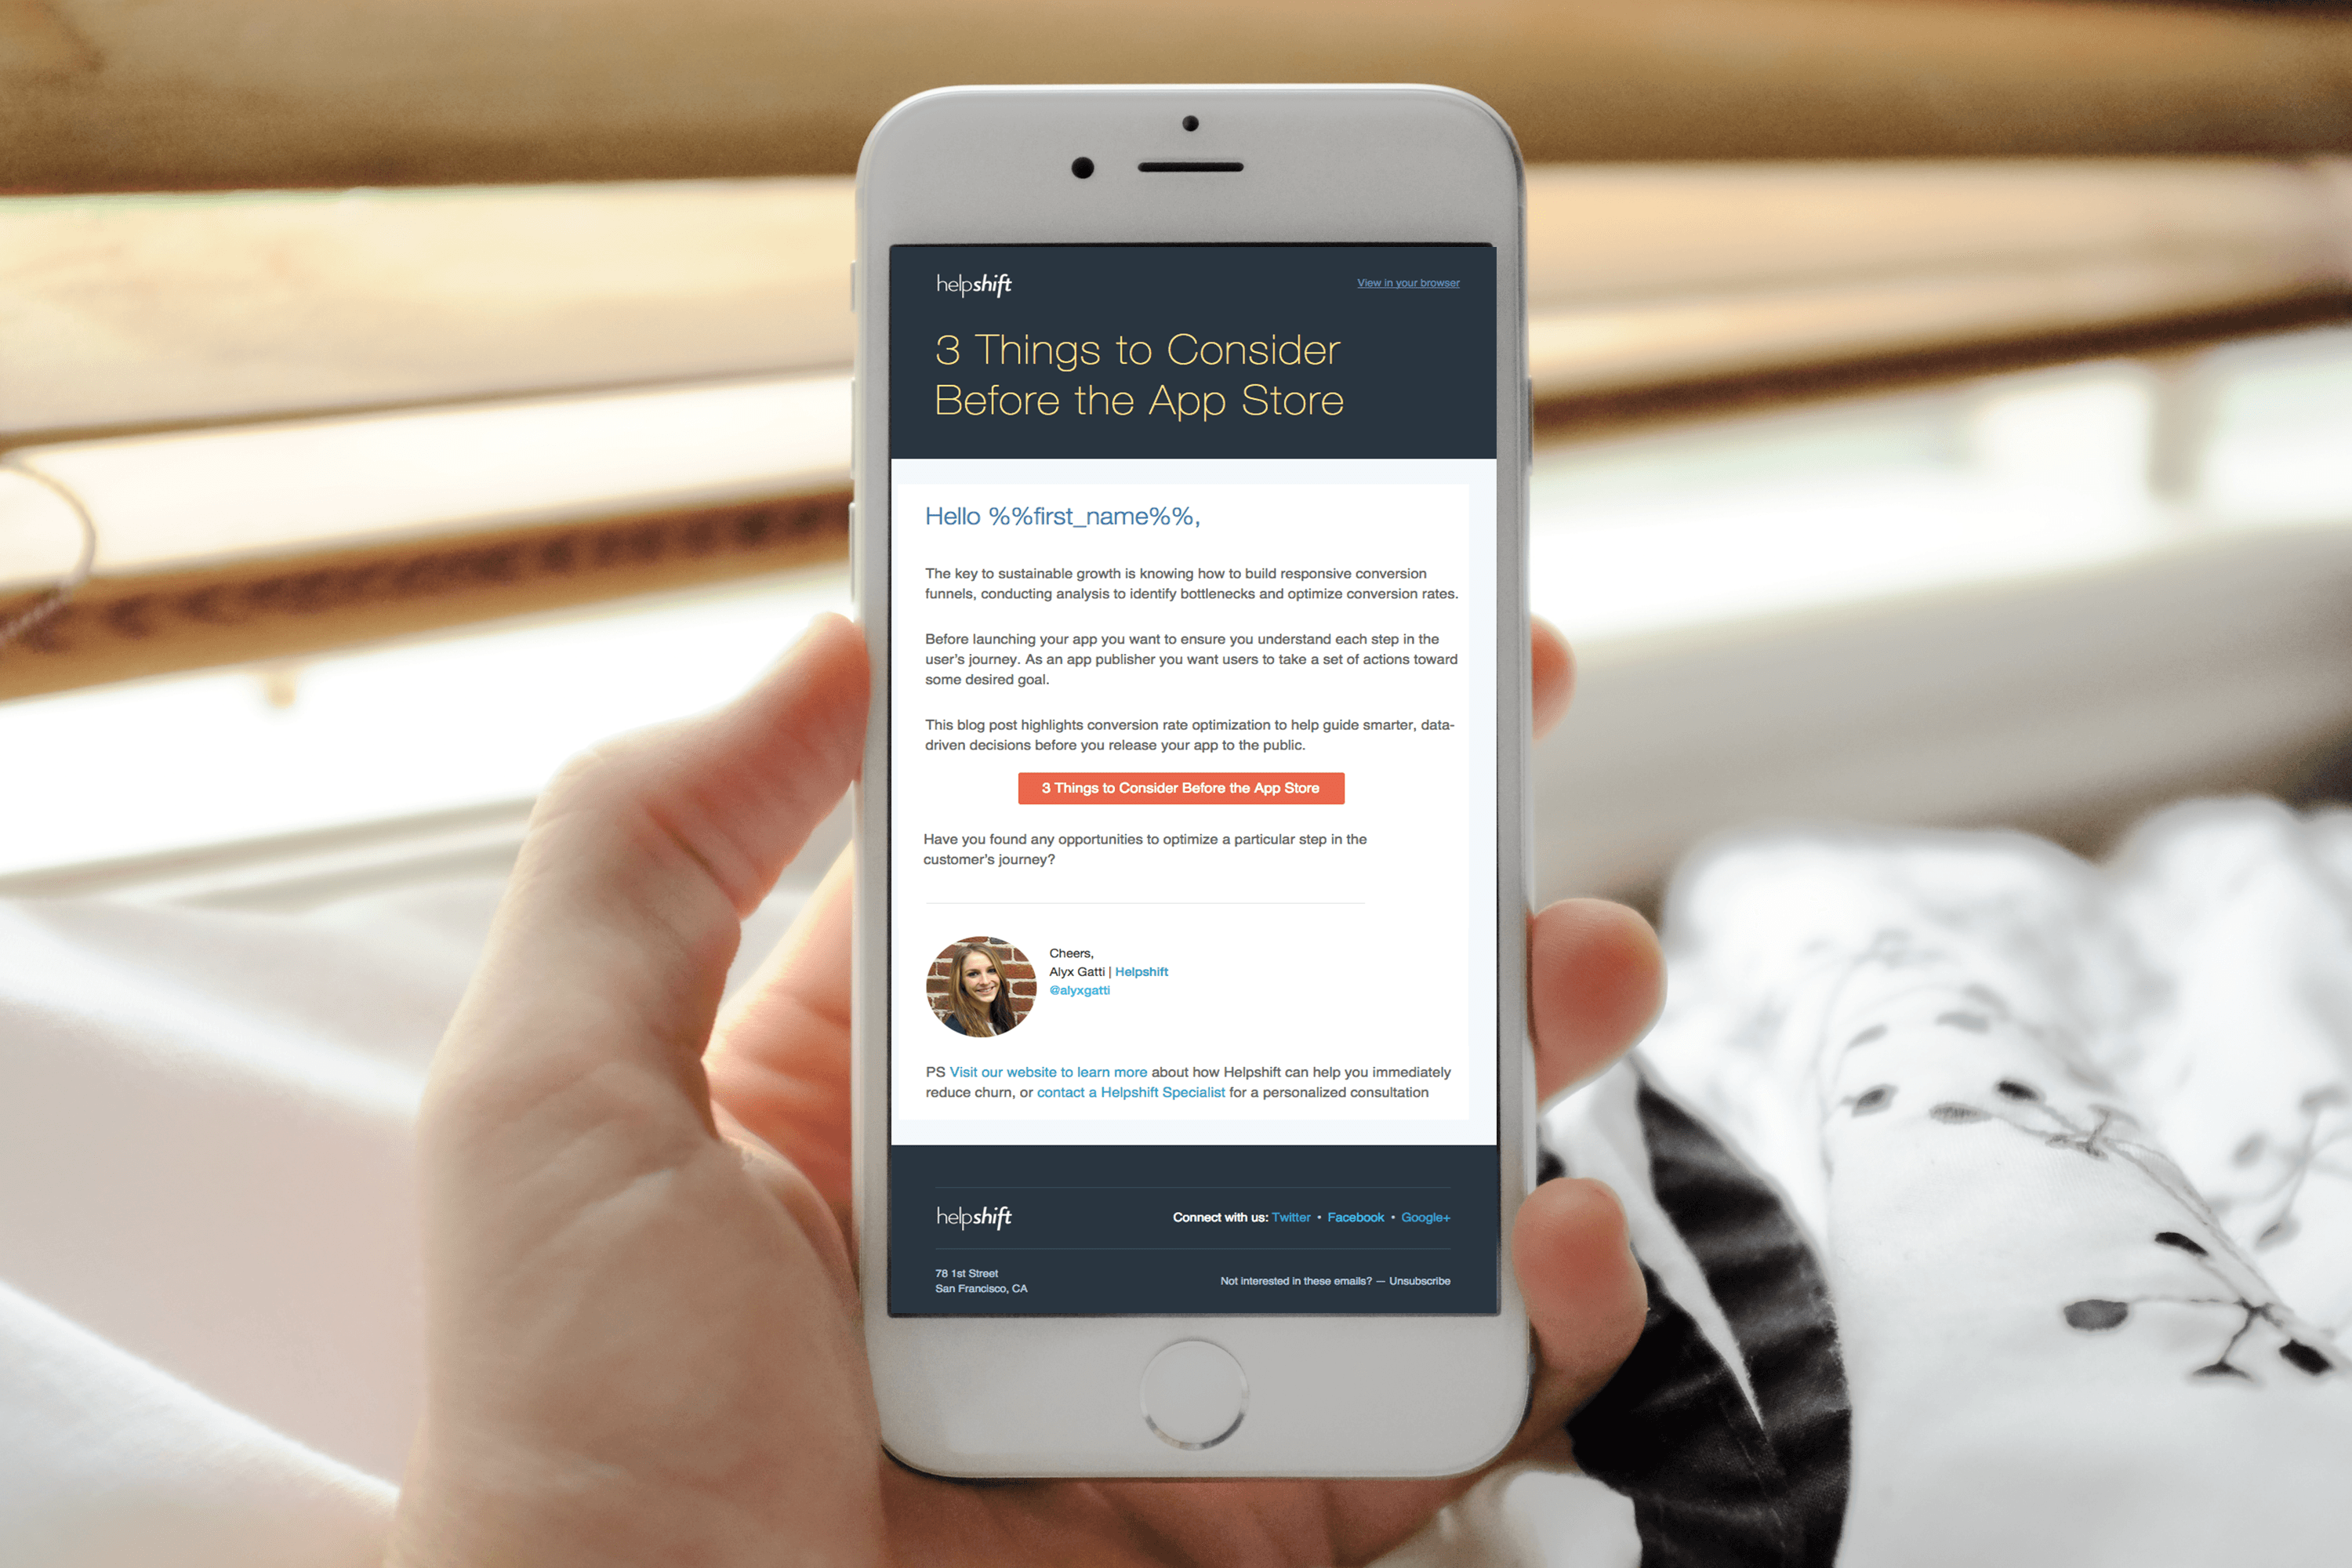 helpshift
View in your browser
3 Things to Consider
Before the App Store
Hello %%first_name%%,
The key to sustainable growth is knowing how to build responsive conversion
funnels, conducting analysis to identify bottlenecks and optimize conversion rates.
Before launching your app you want to ensure you understand each step in the
user's journey. As an app publisher you want users to take a set of actions toward
some desired goal.
This blog post highlights conversion rate optimization to help guide smarter, data-
driven decisions before you release your app to the public.
3 Things to Consider Before the App Store
Have you found any opportunities to optimize a particular step in the
customer's journey?
Cheers,
Alyx Gatti | Helpshift
@alyxgatti
PS Visit our website to learn more about how Helpshift can help you immediately
reduce churn, or contact a Helpshift Specialist for a personalized consultation
helpshift
Connect with us: Twitter • Facebook • Google+
78 1st Street
San Francisco, CA
Not interested in these emails? — Unsubscribe